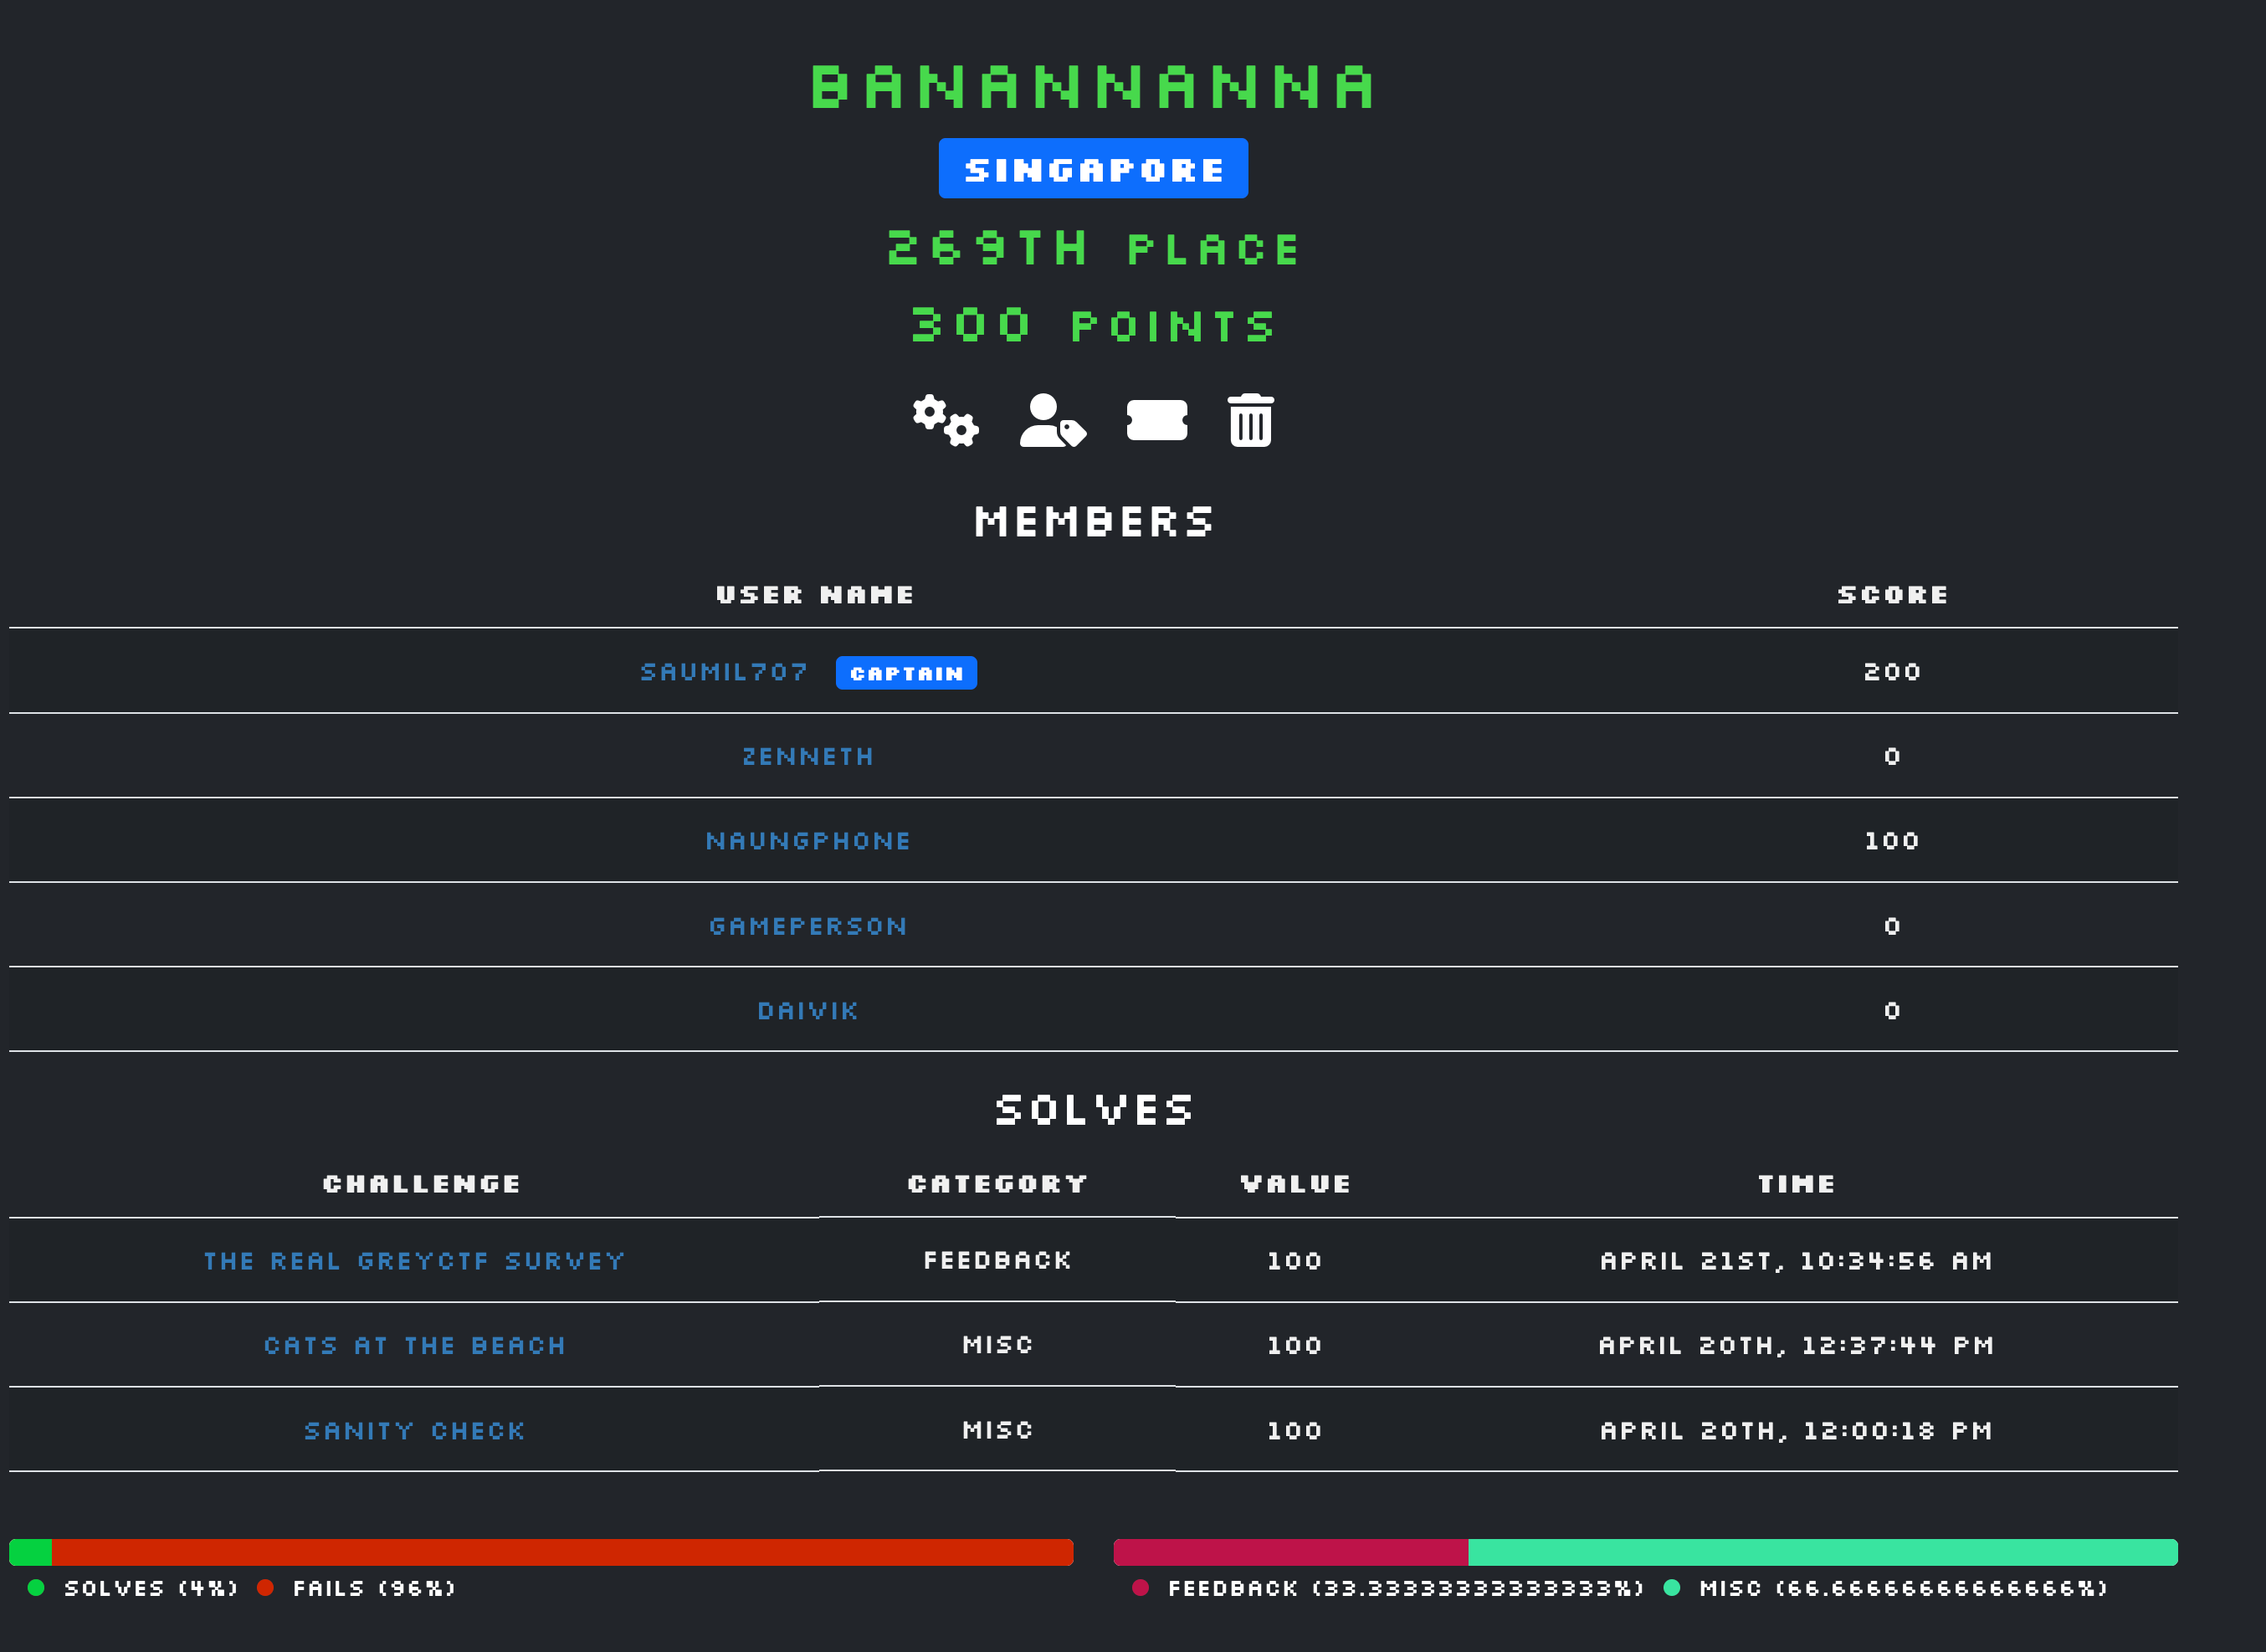 BANANNANNA
SINGAPORE
269TH PLACE
300 POINTS
MEMBERS
USER NAME SCORE
SAUMIL707 CAPTAIN 200
ZENNETH 0
NAUNGPHONE 100
GAMEPERSON 0
DAIVIK 0
SOLVES
CHALLENGE CATEGORY VALUE TIME
THE REAL GREYCTF SURVEY FEEDBACK 100 APRIL 21ST, 10:34:56 AM
CATS AT THE BEACH MISC 100 APRIL 20TH, 12:37:44 PM
SANITY CHECK MISC 100 APRIL 20TH, 12:00:18 PM
SOLVES (4%) FAILS (96%) FEEDBACK (33.33333333333333%) MISC (66.66666666666666%)